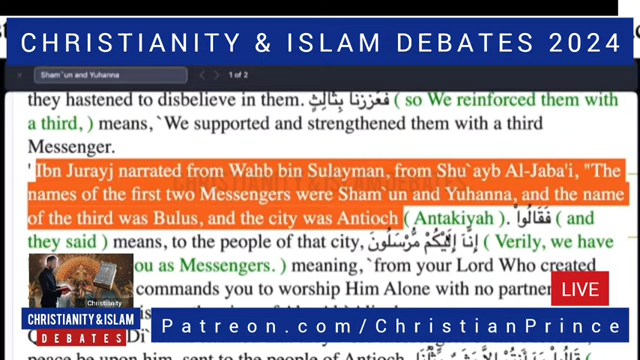 CHRISTIANITY & ISLAM DEBATES 2024
Sham`un and Yuhanna
1 of 2
they hastened to disbelieve in them. فَعَزَّزْنَا بِثَالِثٍ ( so We reinforced them with
a third, ) means, `We supported and strengthened them with a third
Messenger.
' Ibn Jurayj narrated from Wahb bin Sulayman, from Shu`ayb Al-Jaba'i, "The
names of the first two Messengers were Sham`un and Yuhanna, and the name
of the third was Bulus, and the city was Antioch ( Antakiyah ). فَقَالُواْ ( and
they said ) means, to the people of that city, إِنَّآ إِلَيْكُمْ مُّرْسَلُونَ ( Verily, we have
you as Messengers. ) meaning, `from your Lord Who created
commands you to worship Him Alone with no partner
peace be upon him, sent to the people of Antioch.
Christianity
CHRISTIANITY & ISLAM
DEBATES
LIVE
Patreon.com/ChristianPrince